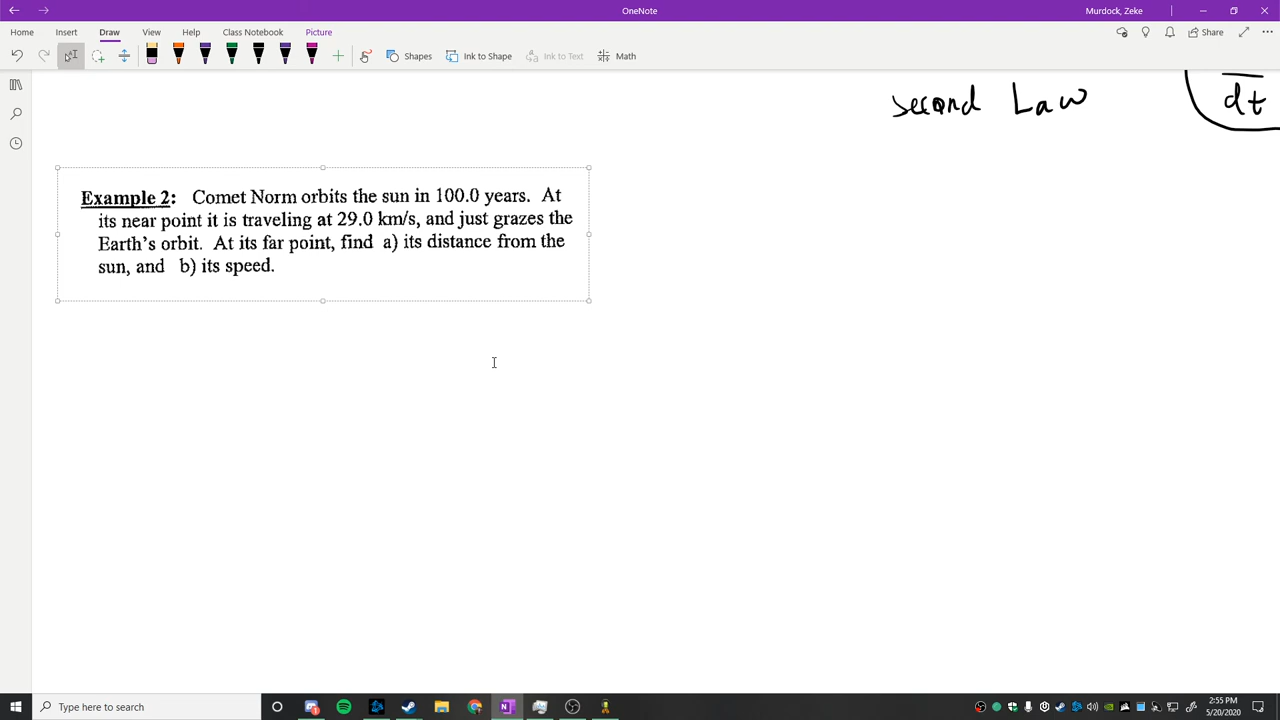 OneNote
Murdock, Zeke
Home Insert Draw View Help Class Notebook Picture
Share
Shapes Ink to Shape Ink to Text Math
second Law
dt
Example 2: Comet Norm orbits the sun in 100.0 years. At
its near point it is traveling at 29.0 km/s, and just grazes the
Earth's orbit. At its far point, find a) its distance from the
sun, and b) its speed.
Type here to search
2:55 PM
5/20/2020